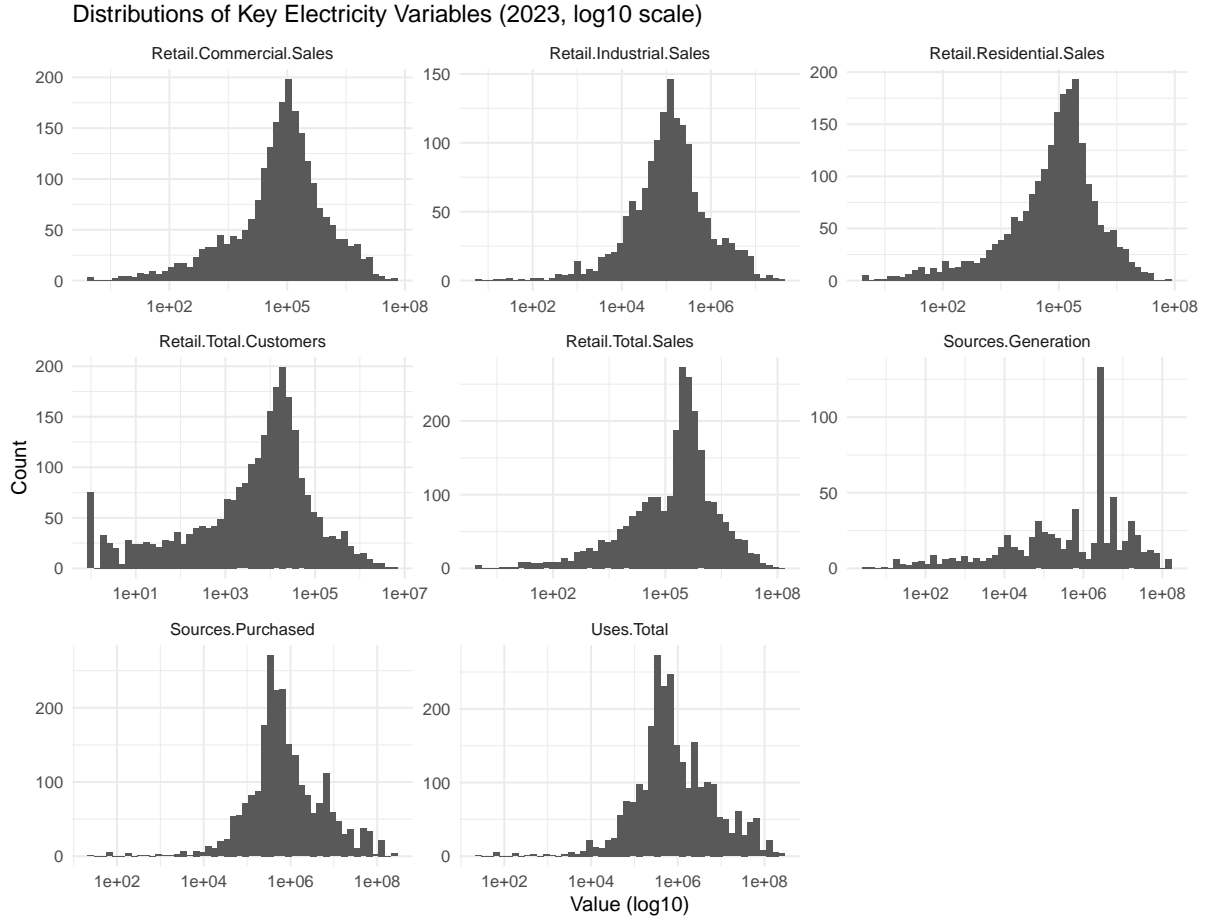 Distributions of Key Electricity Variables (2023, log10 scale)
Retail.Commercial.Sales
Retail.Industrial.Sales
Retail.Residential.Sales
200
150
100
50
0
1e+02
1e+05
1e+08
150
100
50
0
1e+02
1e+04
1e+06
200
150
100
50
0
1e+02
1e+05
1e+08
Retail.Total.Customers
Retail.Total.Sales
Sources.Generation
200
150
100
50
0
1e+01
1e+03
1e+05
1e+07
200
100
0
1e+02
1e+05
1e+08
100
50
0
1e+02
1e+04
1e+06
1e+08
Sources.Purchased
Uses.Total
200
100
0
1e+02
1e+04
1e+06
1e+08
200
100
0
1e+02
1e+04
1e+06
1e+08
Count
Value (log10)